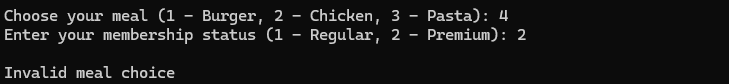 Choose your meal (1 - Burger, 2 - Chicken, 3 - Pasta): 4
Enter your membership status (1 - Regular, 2 - Premium): 2
Invalid meal choice